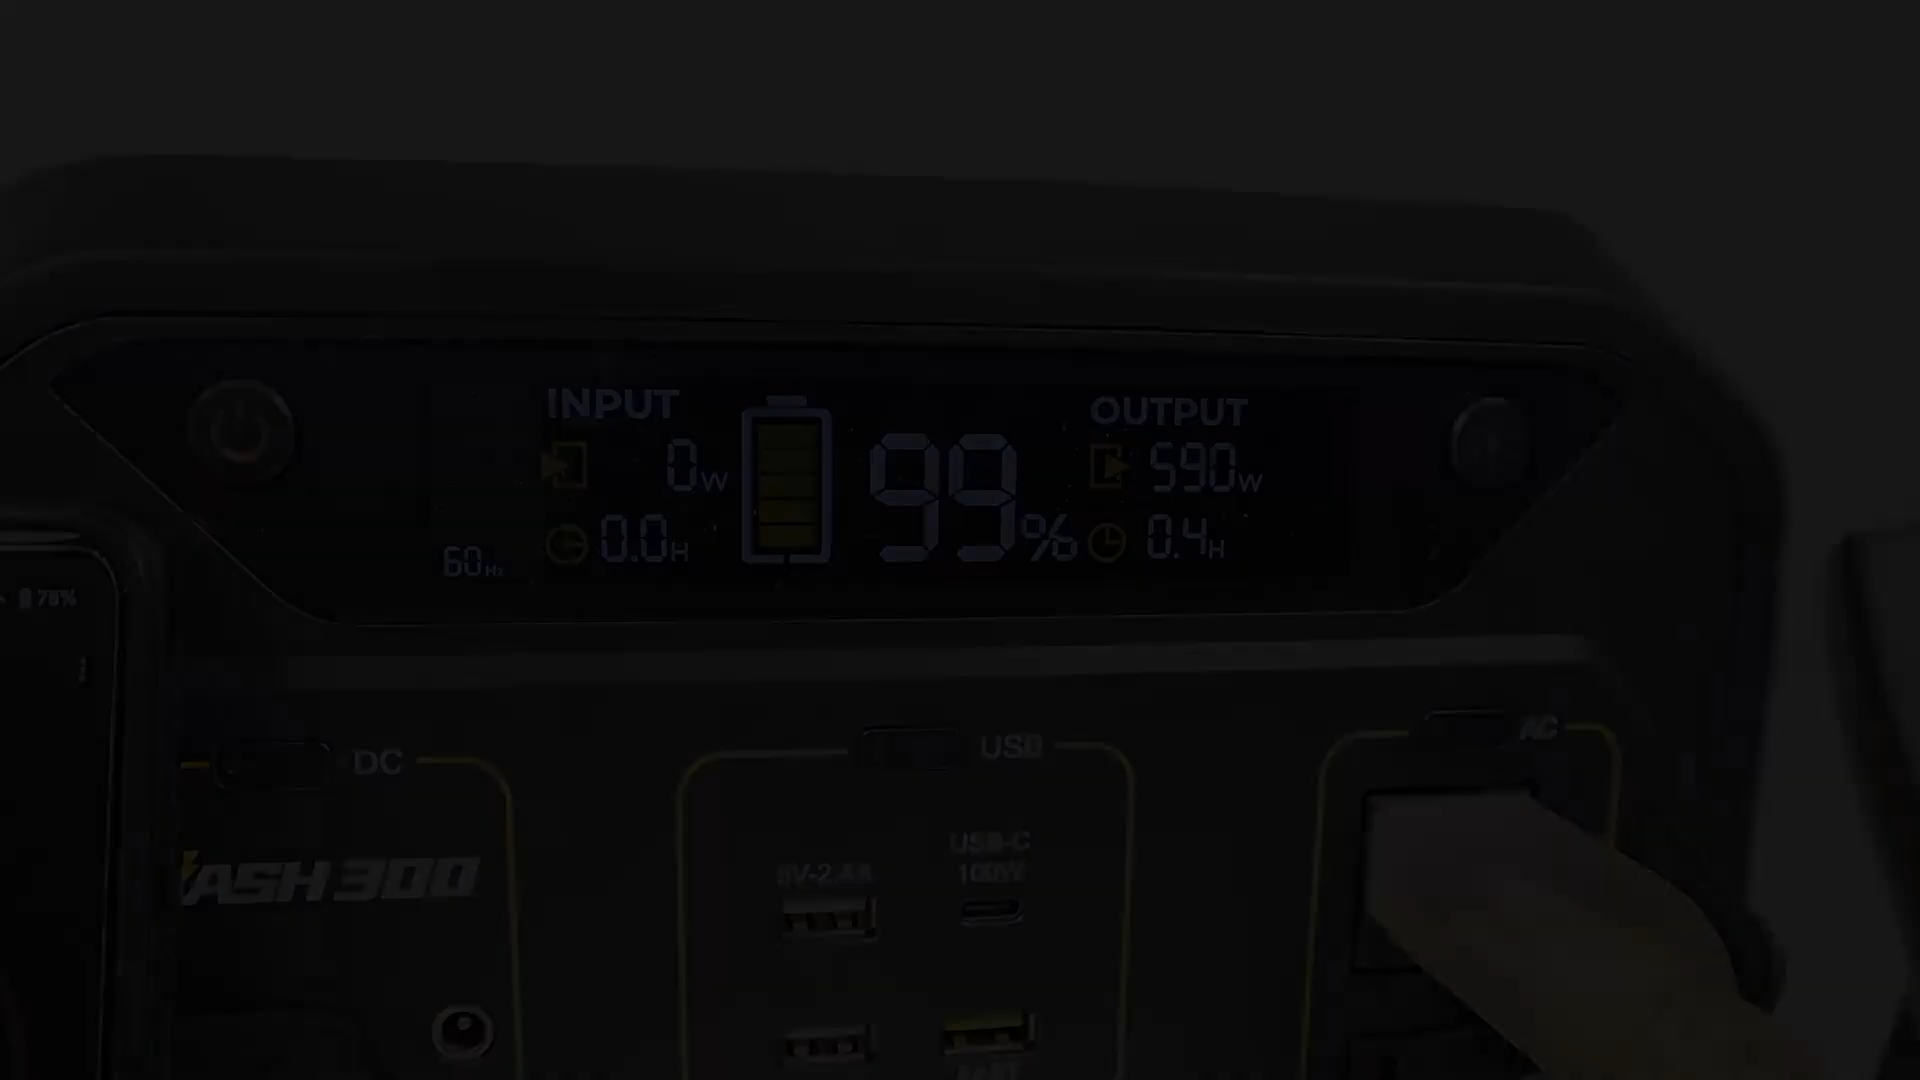 INPUT
0W
0.0H
60Hz
99%
OUTPUT
590W
0.4H
78%
DC
USB
AC
ASH 300
5V-2.4A
USB-C
100W